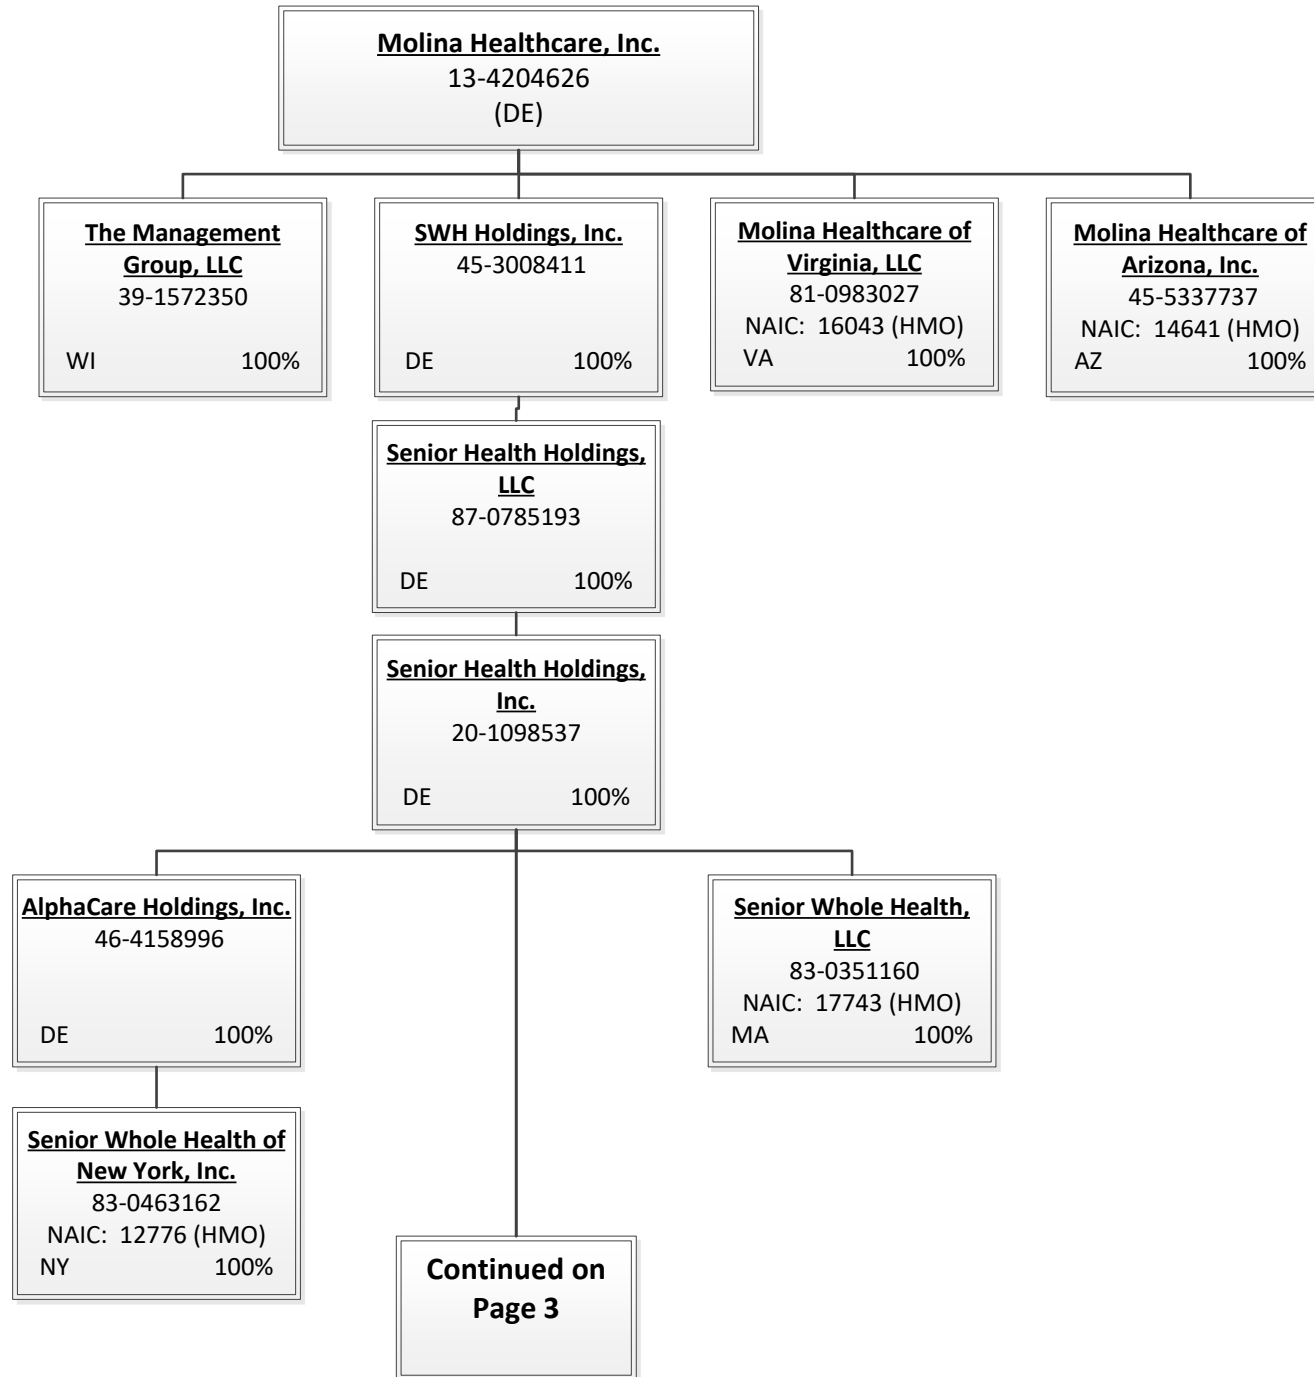 Molina Healthcare, Inc.
13-4204626
(DE)
The Management
Group, LLC
39-1572350
WI 100%
SWH Holdings, Inc.
45-3008411
DE 100%
Molina Healthcare of
Virginia, LLC
81-0983027
NAIC: 16043 (HMO)
VA 100%
Molina Healthcare of
Arizona, Inc.
45-5337737
NAIC: 14641 (HMO)
AZ 100%
Senior Health Holdings,
LLC
87-0785193
DE 100%
Senior Health Holdings,
Inc.
20-1098537
DE 100%
AlphaCare Holdings, Inc.
46-4158996
DE 100%
Senior Whole Health,
LLC
83-0351160
NAIC: 17743 (HMO)
MA 100%
Senior Whole Health of
New York, Inc.
83-0463162
NAIC: 12776 (HMO)
NY 100%
Continued on
Page 3